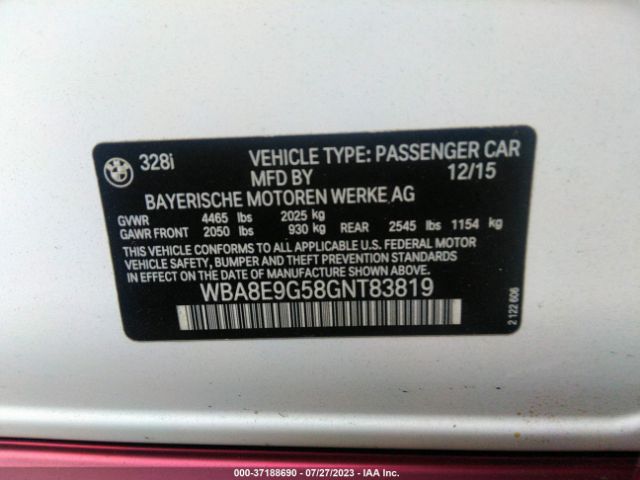 BMW
328i VEHICLE TYPE: PASSENGER CAR
MFD BY 12/15
BAYERISCHE MOTOREN WERKE AG
GVWR 4465 lbs 2025 kg
GAWR FRONT 2050 lbs 930 kg REAR 2545 lbs 1154 kg
THIS VEHICLE CONFORMS TO ALL APPLICABLE U.S. FEDERAL MOTOR
VEHICLE SAFETY, BUMPER AND THEFT PREVENTION STANDARDS
IN EFFECT ON THE DATE OF MANUFACTURE SHOWN ABOVE.
WBA8E9G58GNT83819
2 122 606
000-37188690 - 07/27/2023 - IAA Inc.